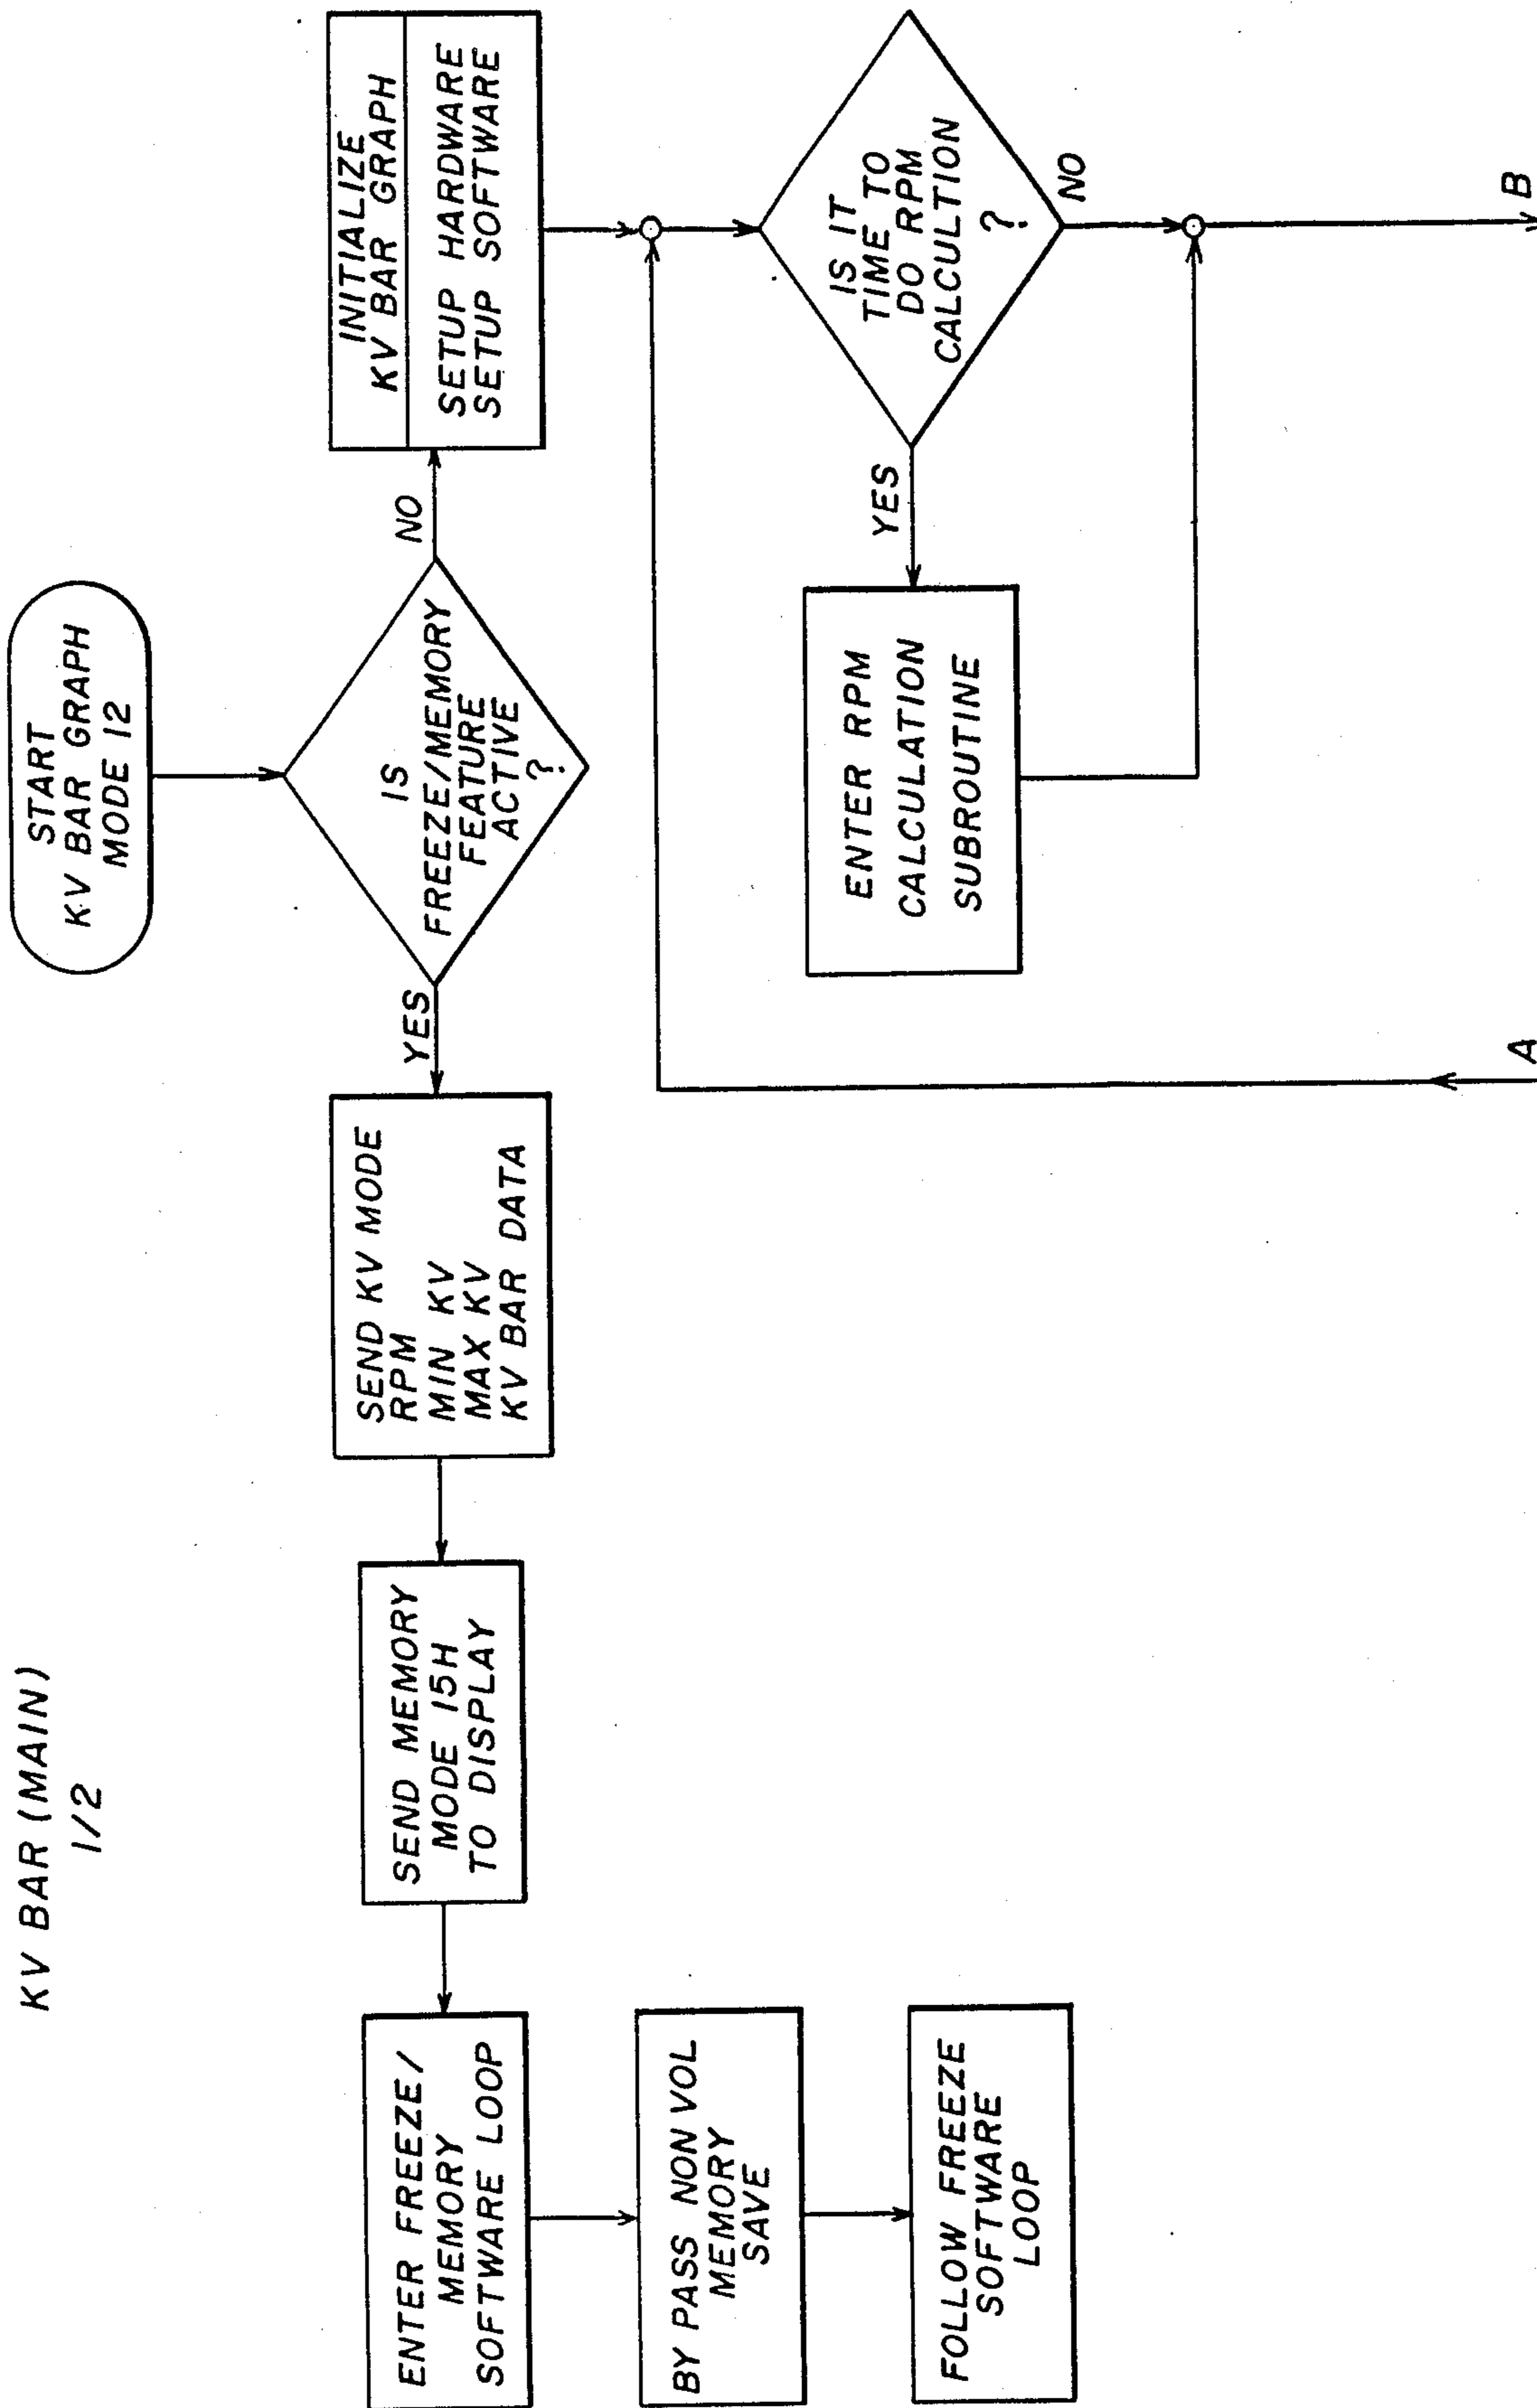 KV BAR (MAIN)
1/2
START
KV BAR GRAPH
MODE 12
IS
FREEZE/MEMORY
FEATURE
ACTIVE
?
YES
NO
SEND KV MODE
RPM
MIN KV
MAX KV
KV BAR DATA
SEND MEMORY
MODE 15H
TO DISPLAY
ENTER FREEZE/
MEMORY
SOFTWARE LOOP
BY PASS NON VOL
MEMORY
SAVE
FOLLOW FREEZE
SOFTWARE
LOOP
INITIALIZE
KV BAR GRAPH
SETUP HARDWARE
SETUP SOFTWARE
IS IT
TIME TO
DO RPM
CALCULTION
?
YES
NO
ENTER RPM
CALCULATION
SUBROUTINE
A
B